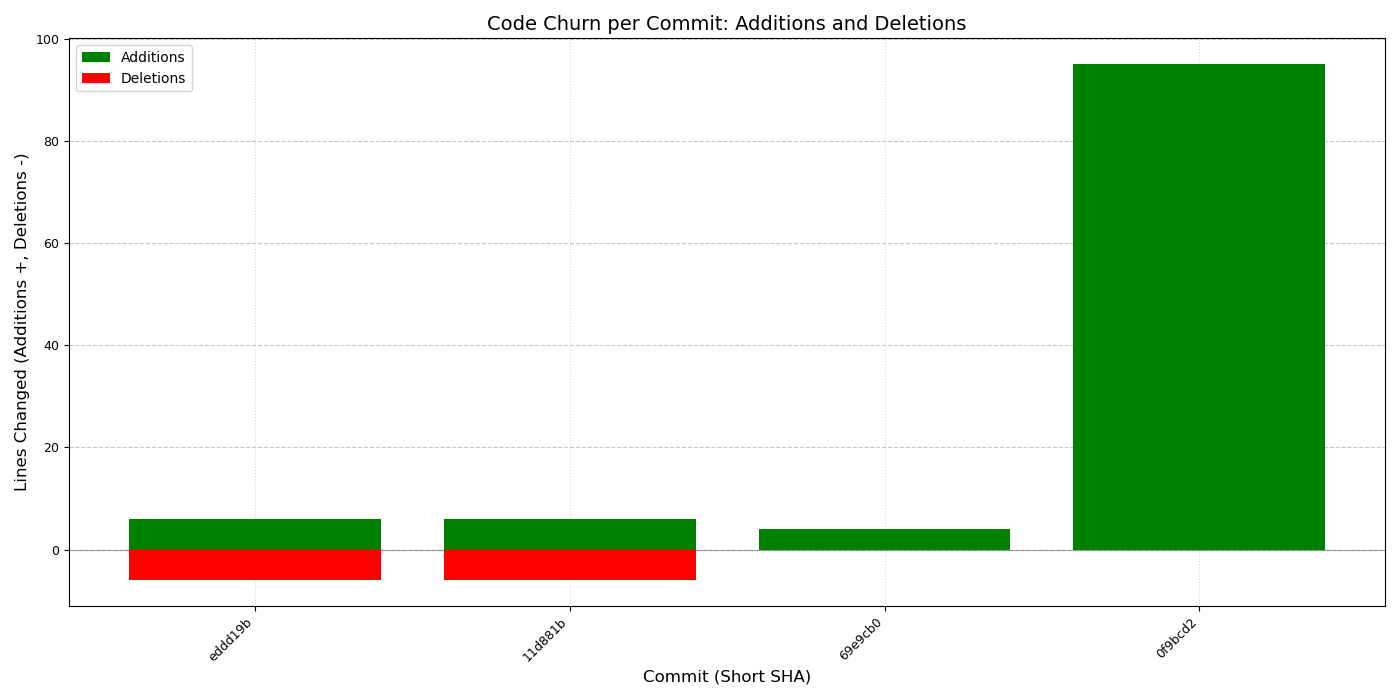 Code Churn per Commit: Additions and Deletions
Additions
Deletions
Lines Changed (Additions +, Deletions -)
100
80
60
40
20
0
eddd19b
11d881b
69e9cb0
0f9bcd2
Commit (Short SHA)